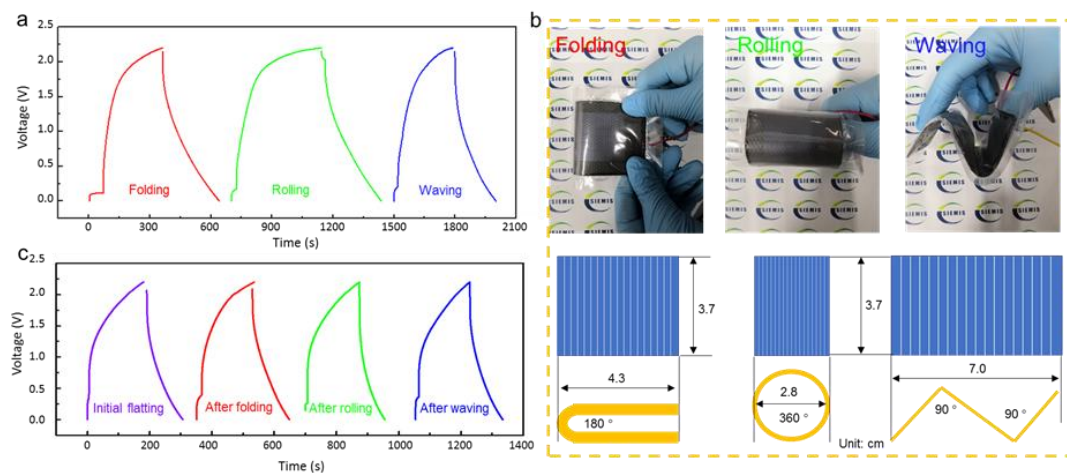 a
Voltage (V)
2.5
2.0
1.5
1.0
0.5
0.0
Folding
Rolling
Waving
0
300
600
900
1200
1500
1800
2100
Time (s)
c
Voltage (V)
2.5
2.0
1.5
1.0
0.5
0.0
Initial flatting
After folding
After rolling
After waving
0
200
400
600
800
1000
1200
1400
Time (s)
b
Folding
Rolling
Waving
SIEMIS
3.7
3.7
4.3
2.8
7.0
180 °
360 °
90 °
90 °
Unit: cm